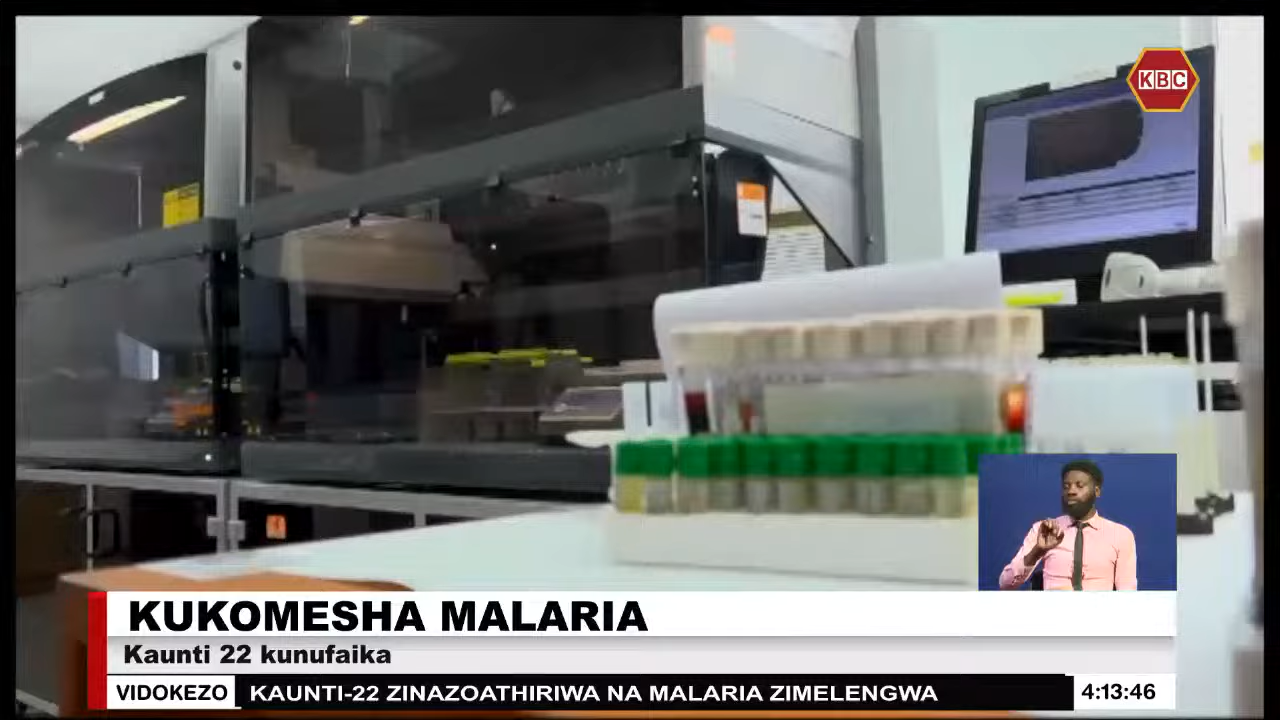 KBC
KUKOMESHA MALARIA
Kaunti 22 kunufaika
VIDOKEZO KAUNTI-22 ZINAZOATHIRIWA NA MALARIA ZIMELENGWA 4:13:46